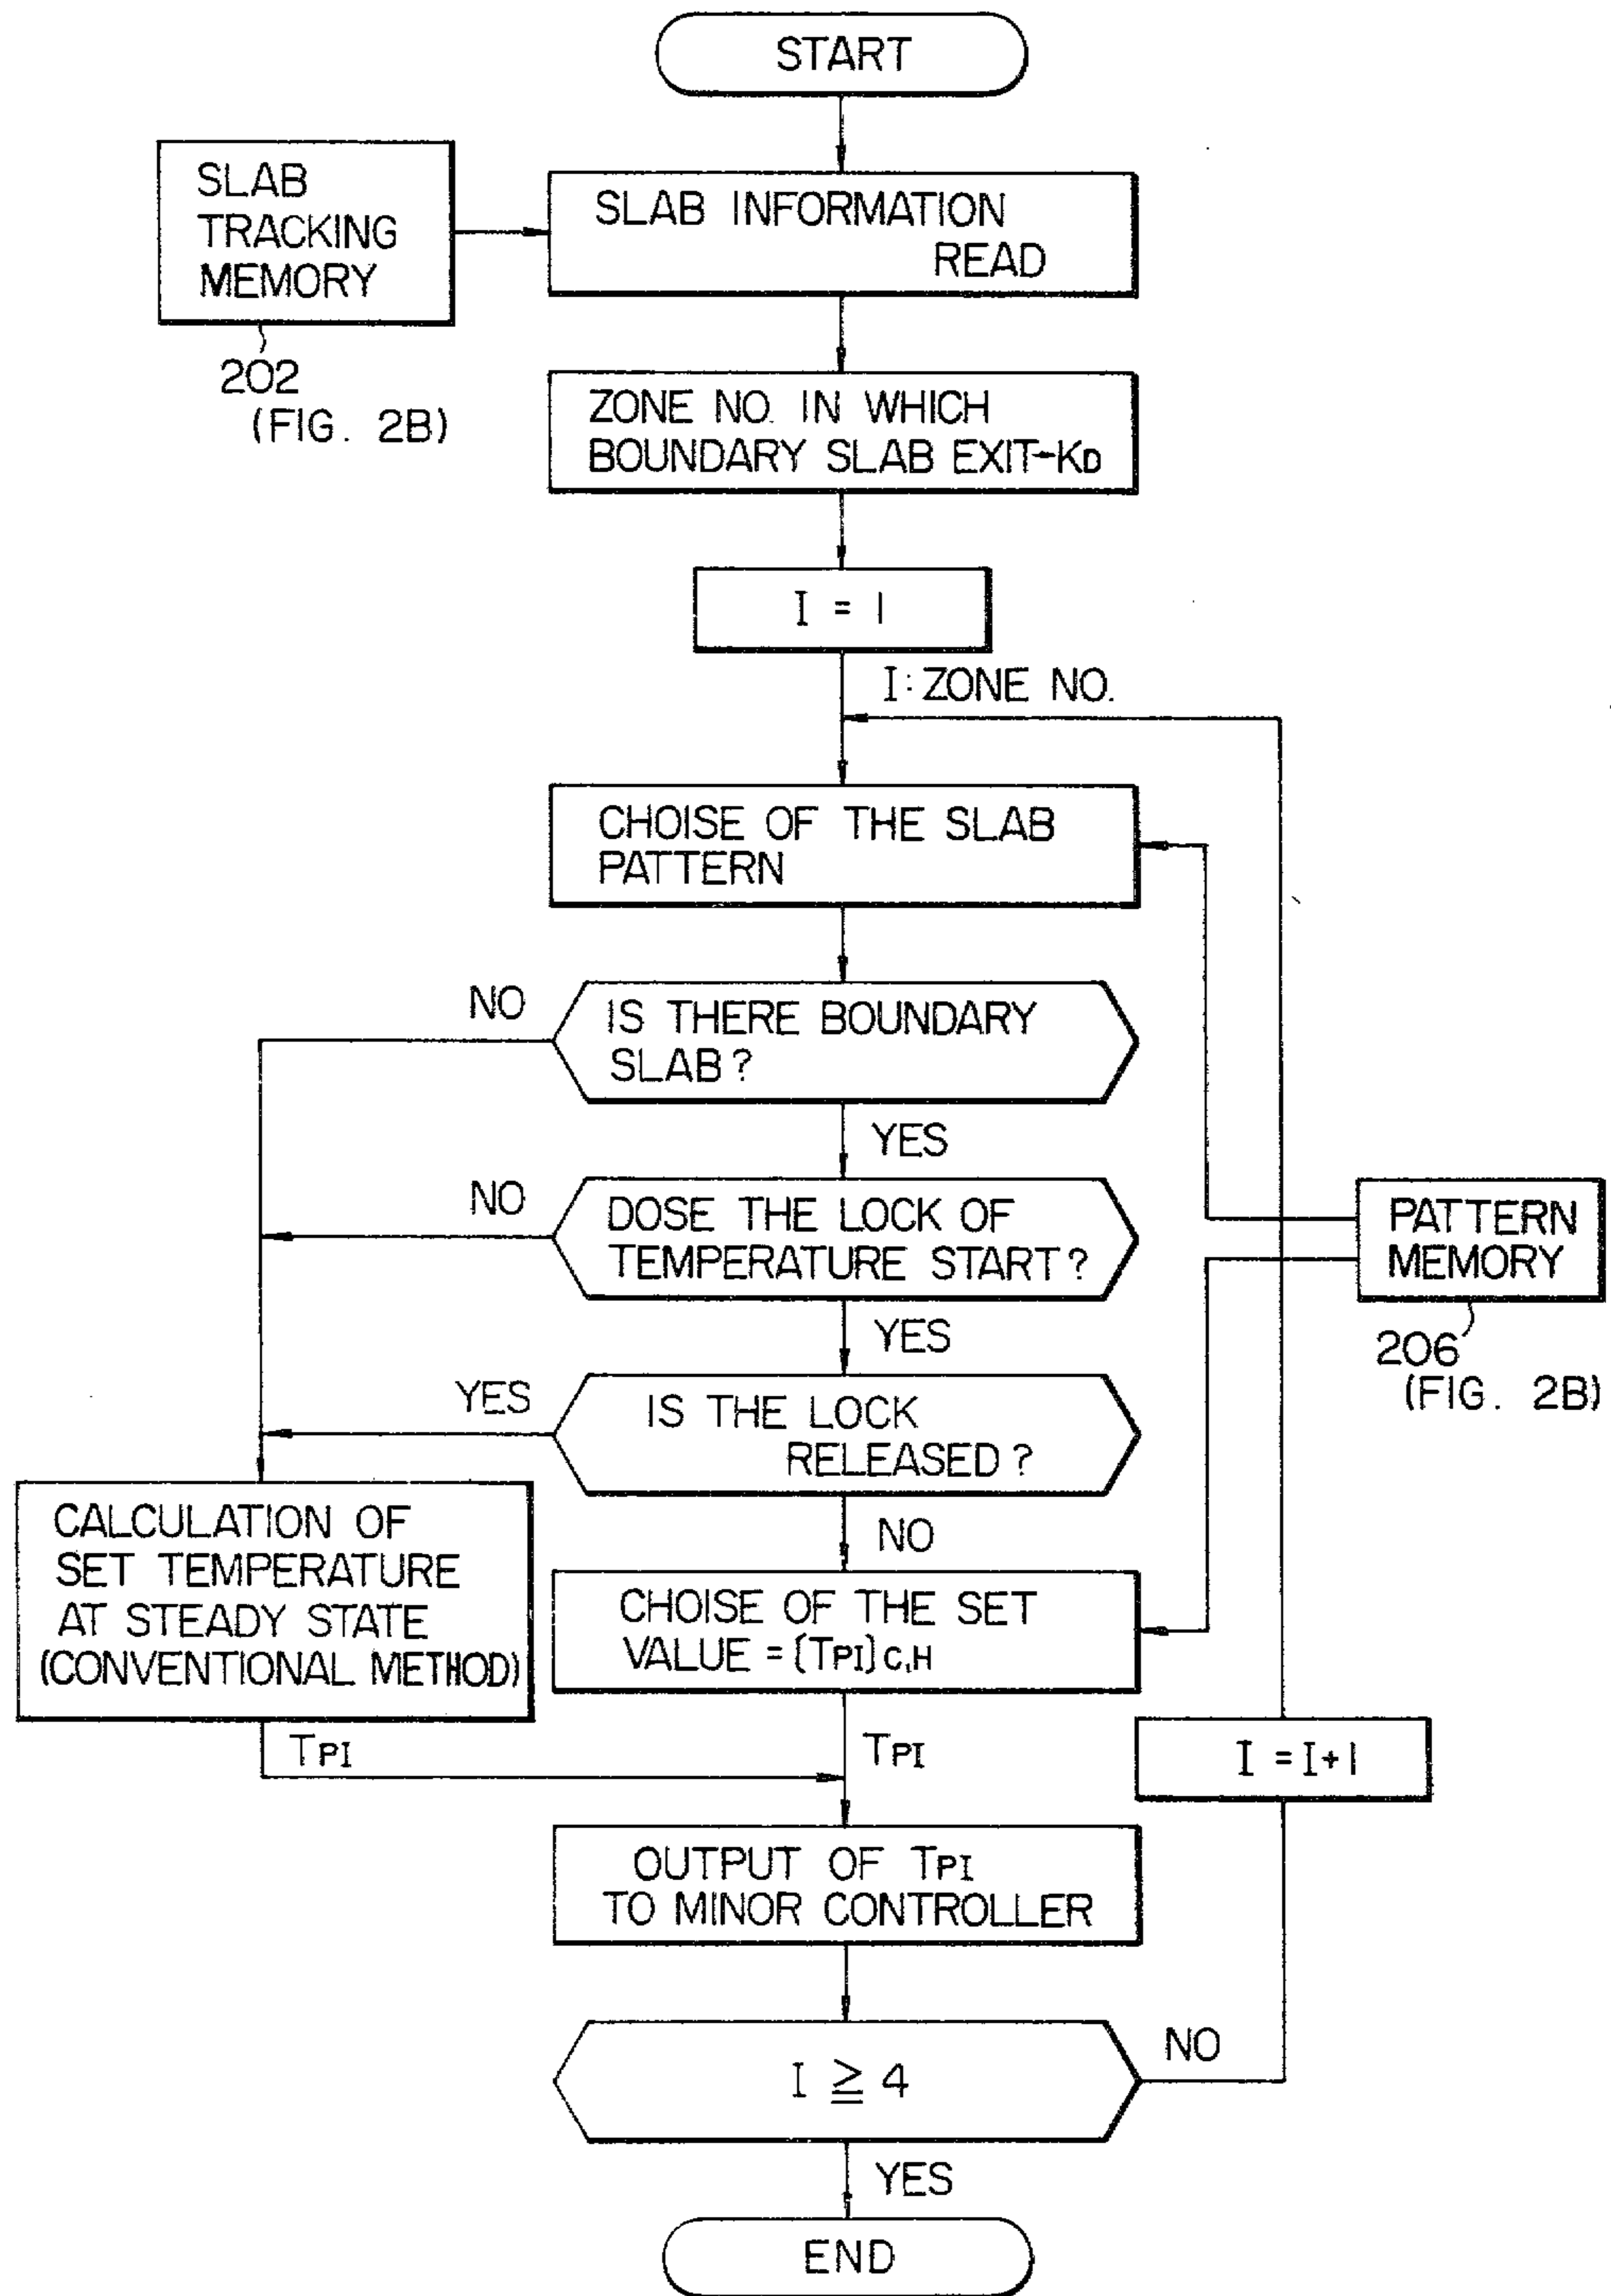 START
SLAB
TRACKING
MEMORY
202
(FIG. 2B)
SLAB INFORMATION
READ
ZONE NO. IN WHICH
BOUNDARY SLAB EXIT-KD
I = 1
I: ZONE NO.
CHOISE OF THE SLAB
PATTERN
NO
IS THERE BOUNDARY
SLAB?
YES
NO
DOSE THE LOCK OF
TEMPERATURE START?
PATTERN
MEMORY
206
(FIG. 2B)
YES
YES
IS THE LOCK
RELEASED?
NO
CALCULATION OF
SET TEMPERATURE
AT STEADY STATE
(CONVENTIONAL METHOD)
CHOISE OF THE SET
VALUE = (TPI)C,H
TPI
TPI
I = I+1
OUTPUT OF TPI
TO MINOR CONTROLLER
I ≧ 4
NO
YES
END